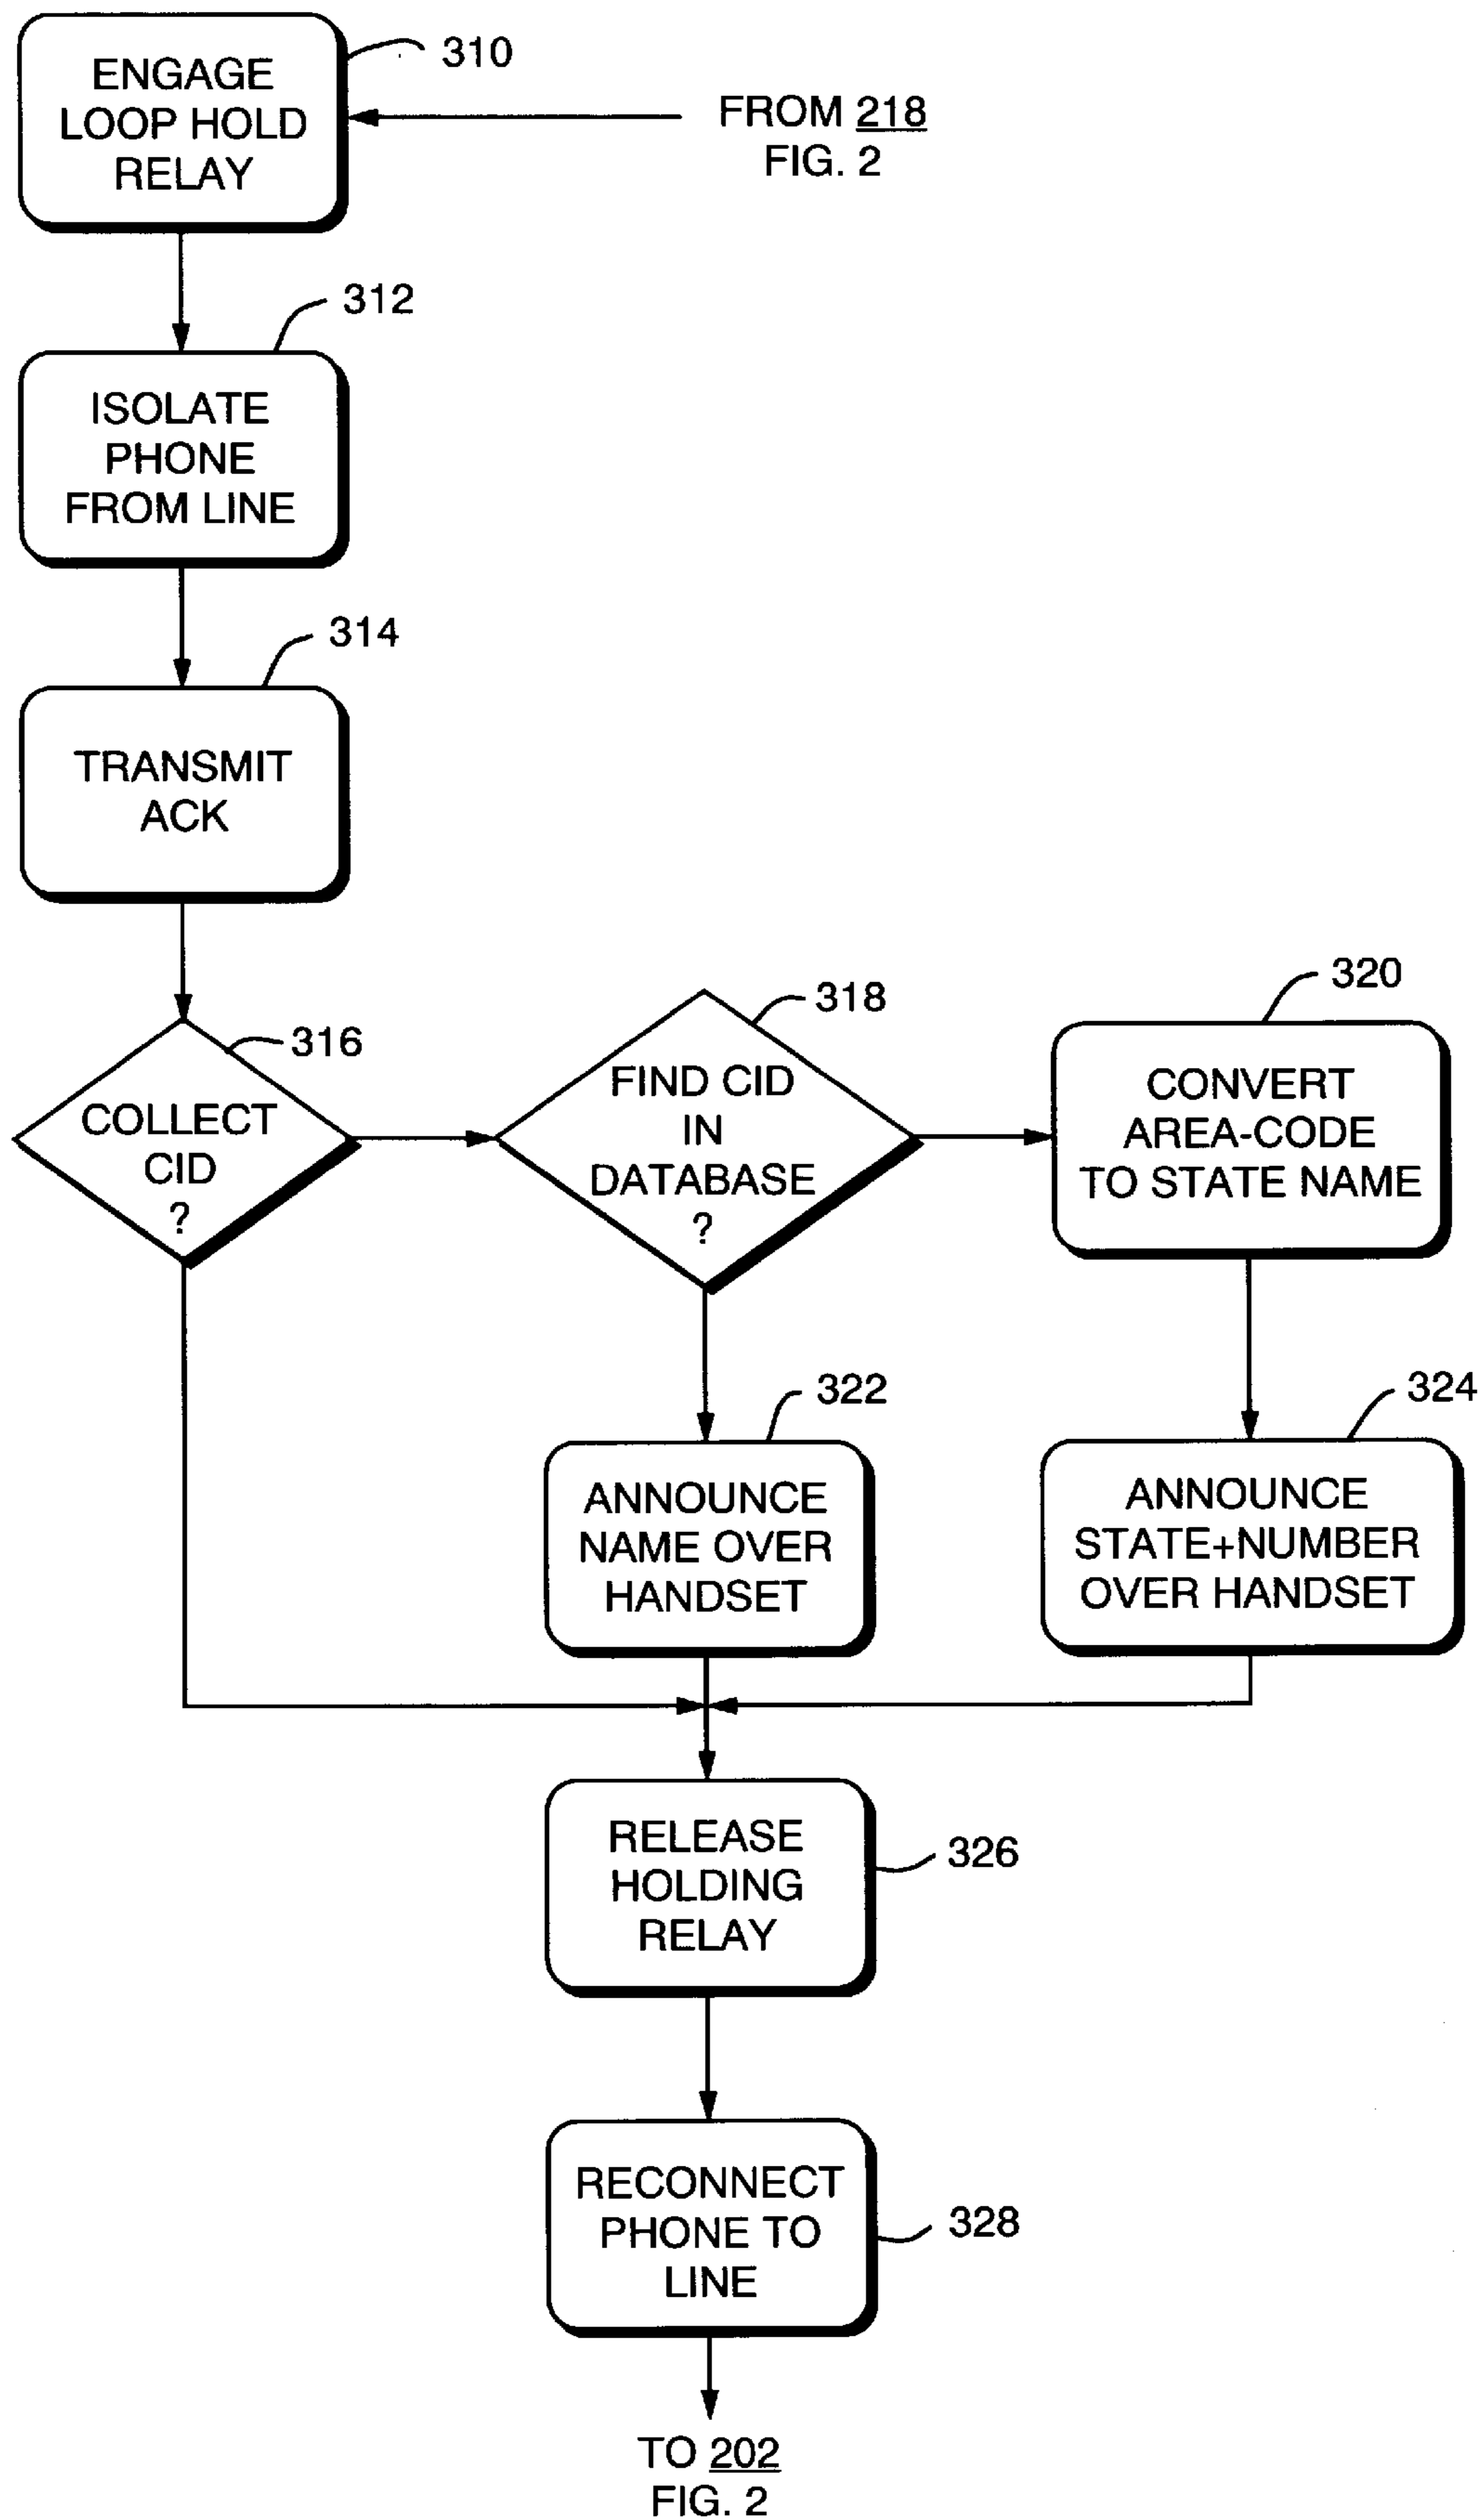 ENGAGE
LOOP HOLD
RELAY
310
FROM 218
FIG. 2
312
ISOLATE
PHONE
FROM LINE
314
TRANSMIT
ACK
316
COLLECT
CID
?
318
FIND CID
IN
DATABASE
?
320
CONVERT
AREA-CODE
TO STATE NAME
322
ANNOUNCE
NAME OVER
HANDSET
324
ANNOUNCE
STATE+NUMBER
OVER HANDSET
RELEASE
HOLDING
RELAY
326
RECONNECT
PHONE TO
LINE
328
TO 202
FIG. 2